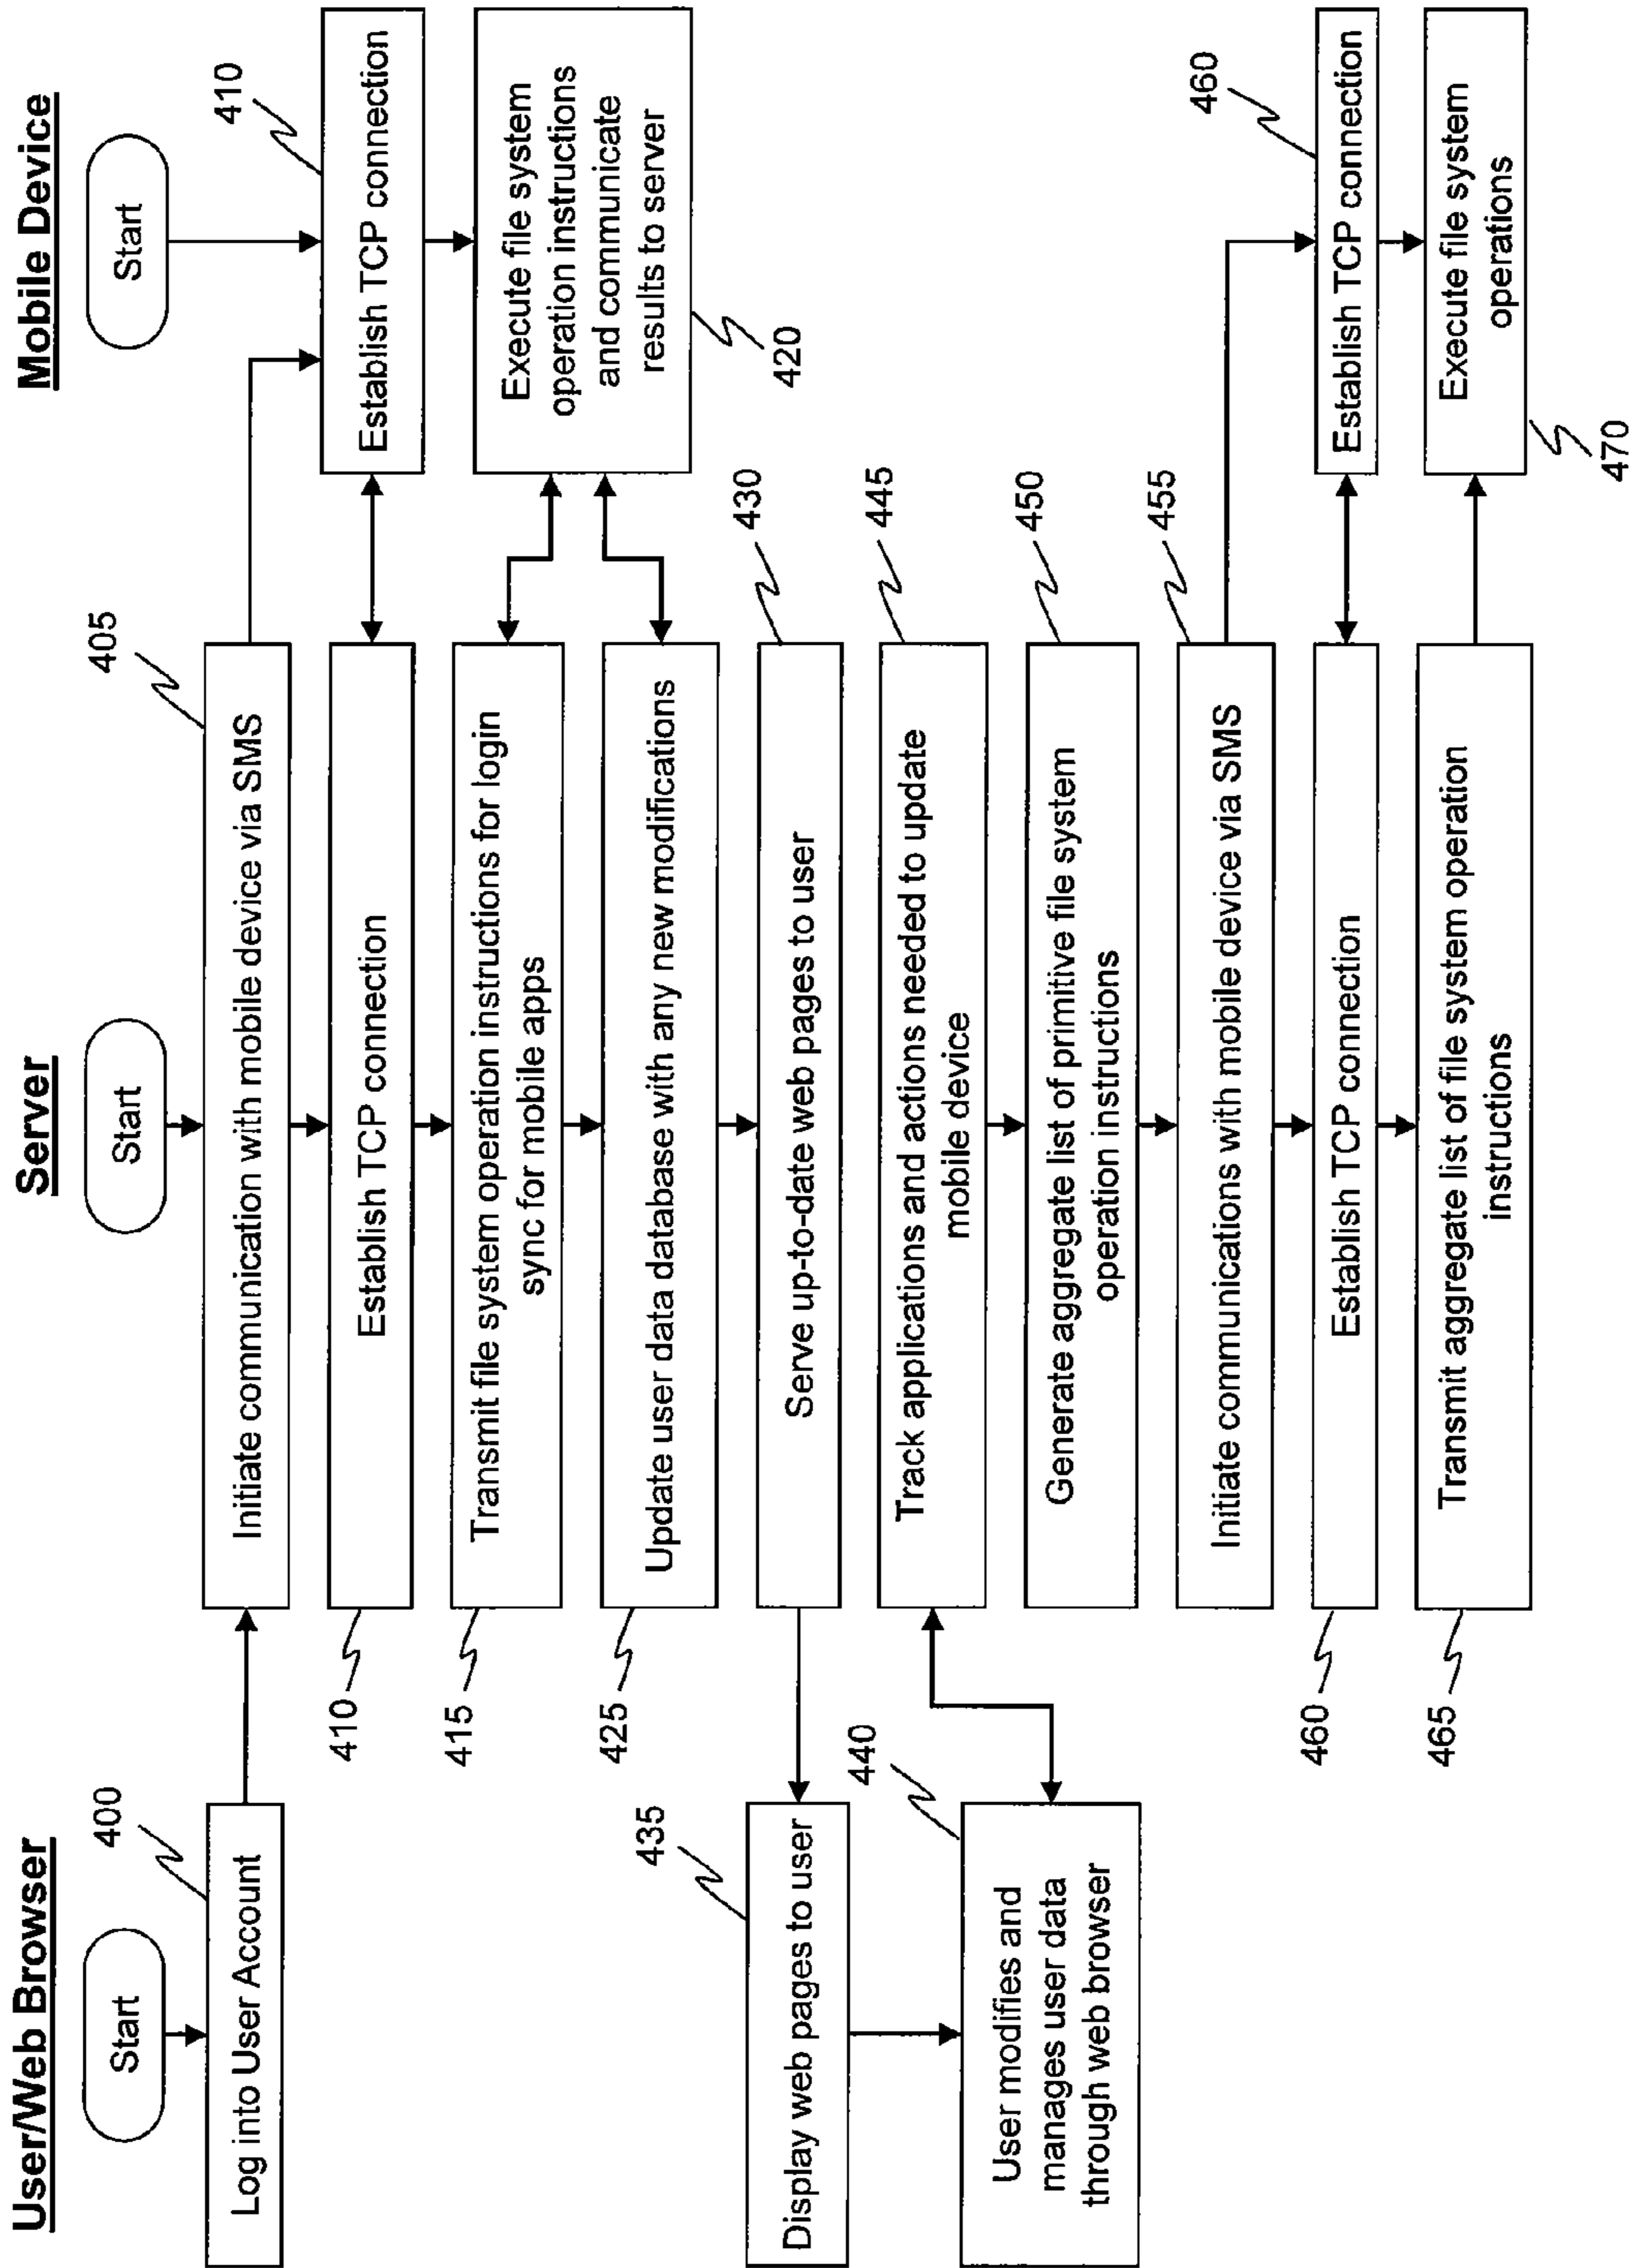 User/Web Browser
Start
400
Log into User Account
435
Display web pages to user
440
User modifies and
manages user data
through web browser
Server
Start
405
Initiate communication with mobile device via SMS
410
Establish TCP connection
415
Transmit file system operation instructions for login
sync for mobile apps
425
Update user data database with any new modifications
430
Serve up-to-date web pages to user
445
Track applications and actions needed to update
mobile device
450
Generate aggregate list of primitive file system
operation instructions
455
Initiate communications with mobile device via SMS
460
Establish TCP connection
465
Transmit aggregate list of file system operation
instructions
Mobile Device
Start
410
Establish TCP connection
Execute file system
operation instructions
and communicate
results to server
420
460
Establish TCP connection
Execute file system
operations
470